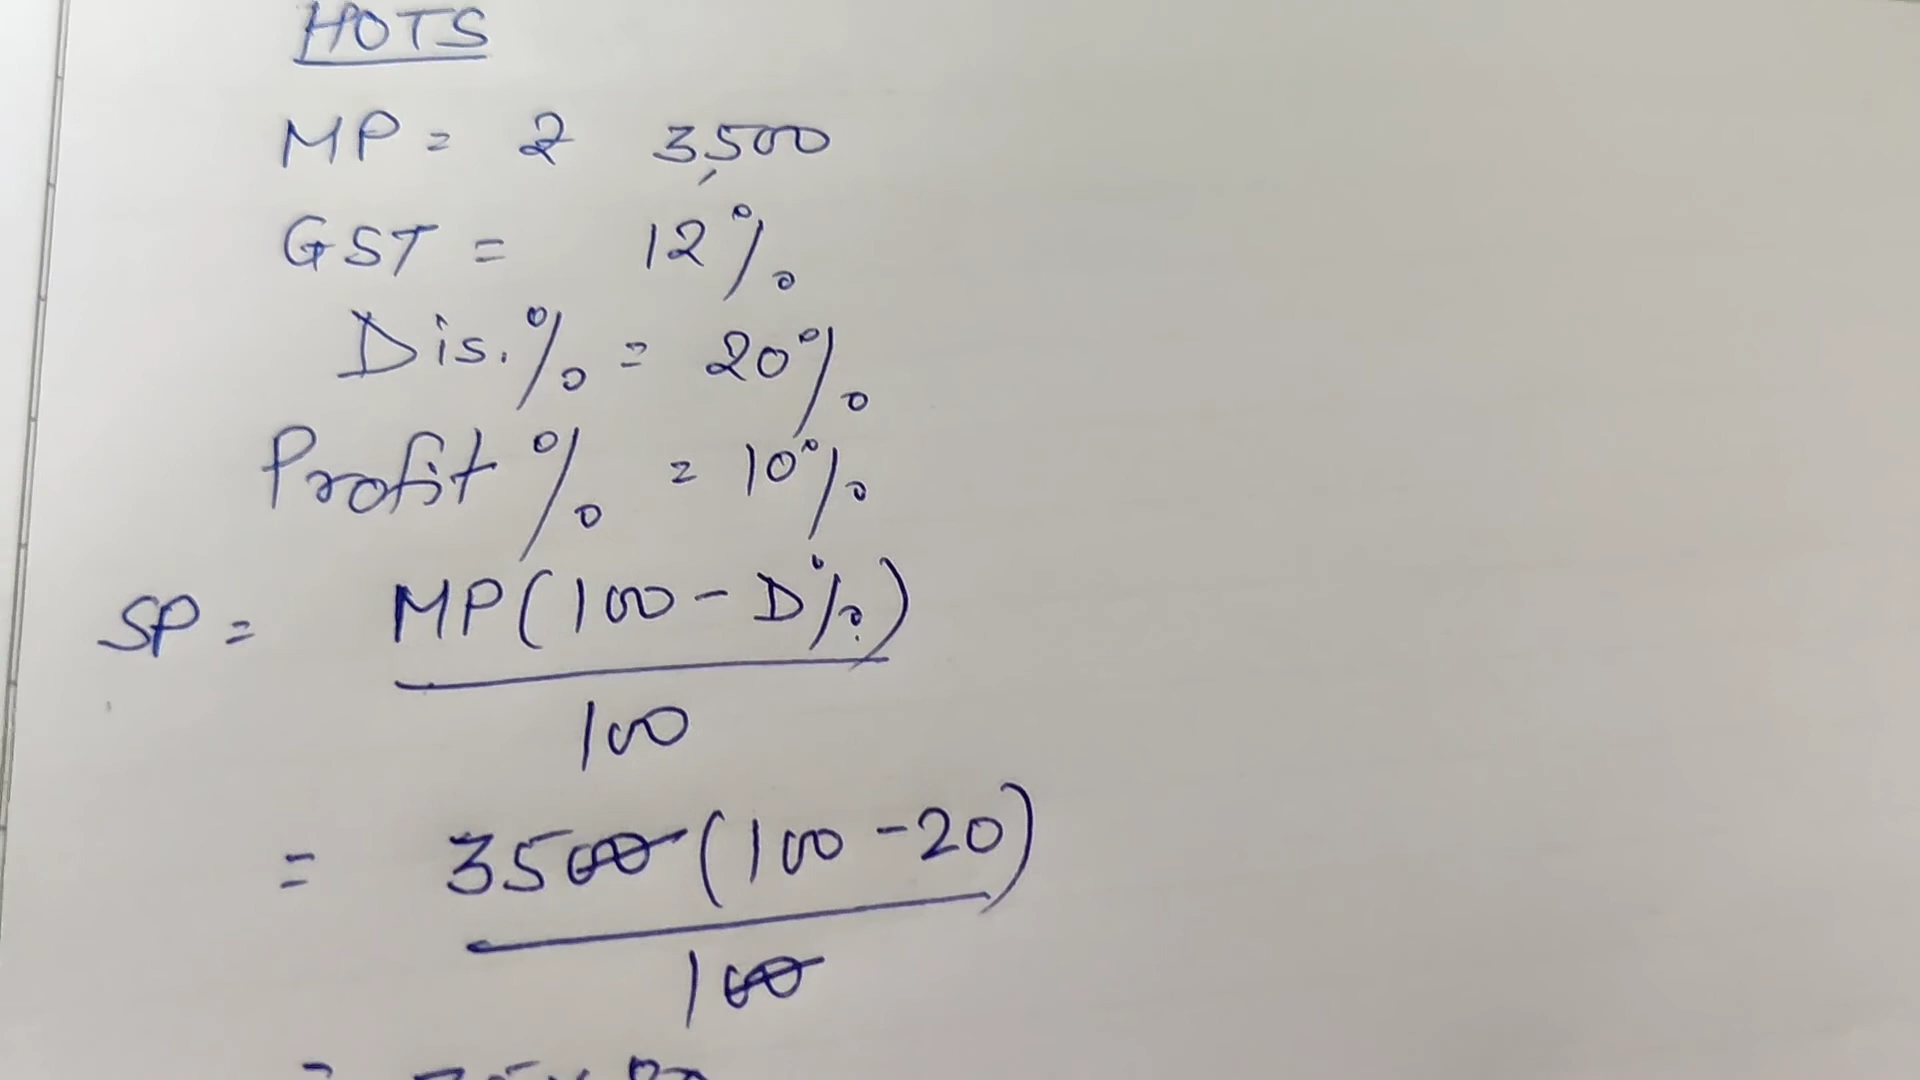 HOTS
MP = ₹ 3,500
GST = 12%
Dis.% = 20%
Profit % = 10%
SP = MP(100 - D%)
100
= 3500(100-20)
100
=